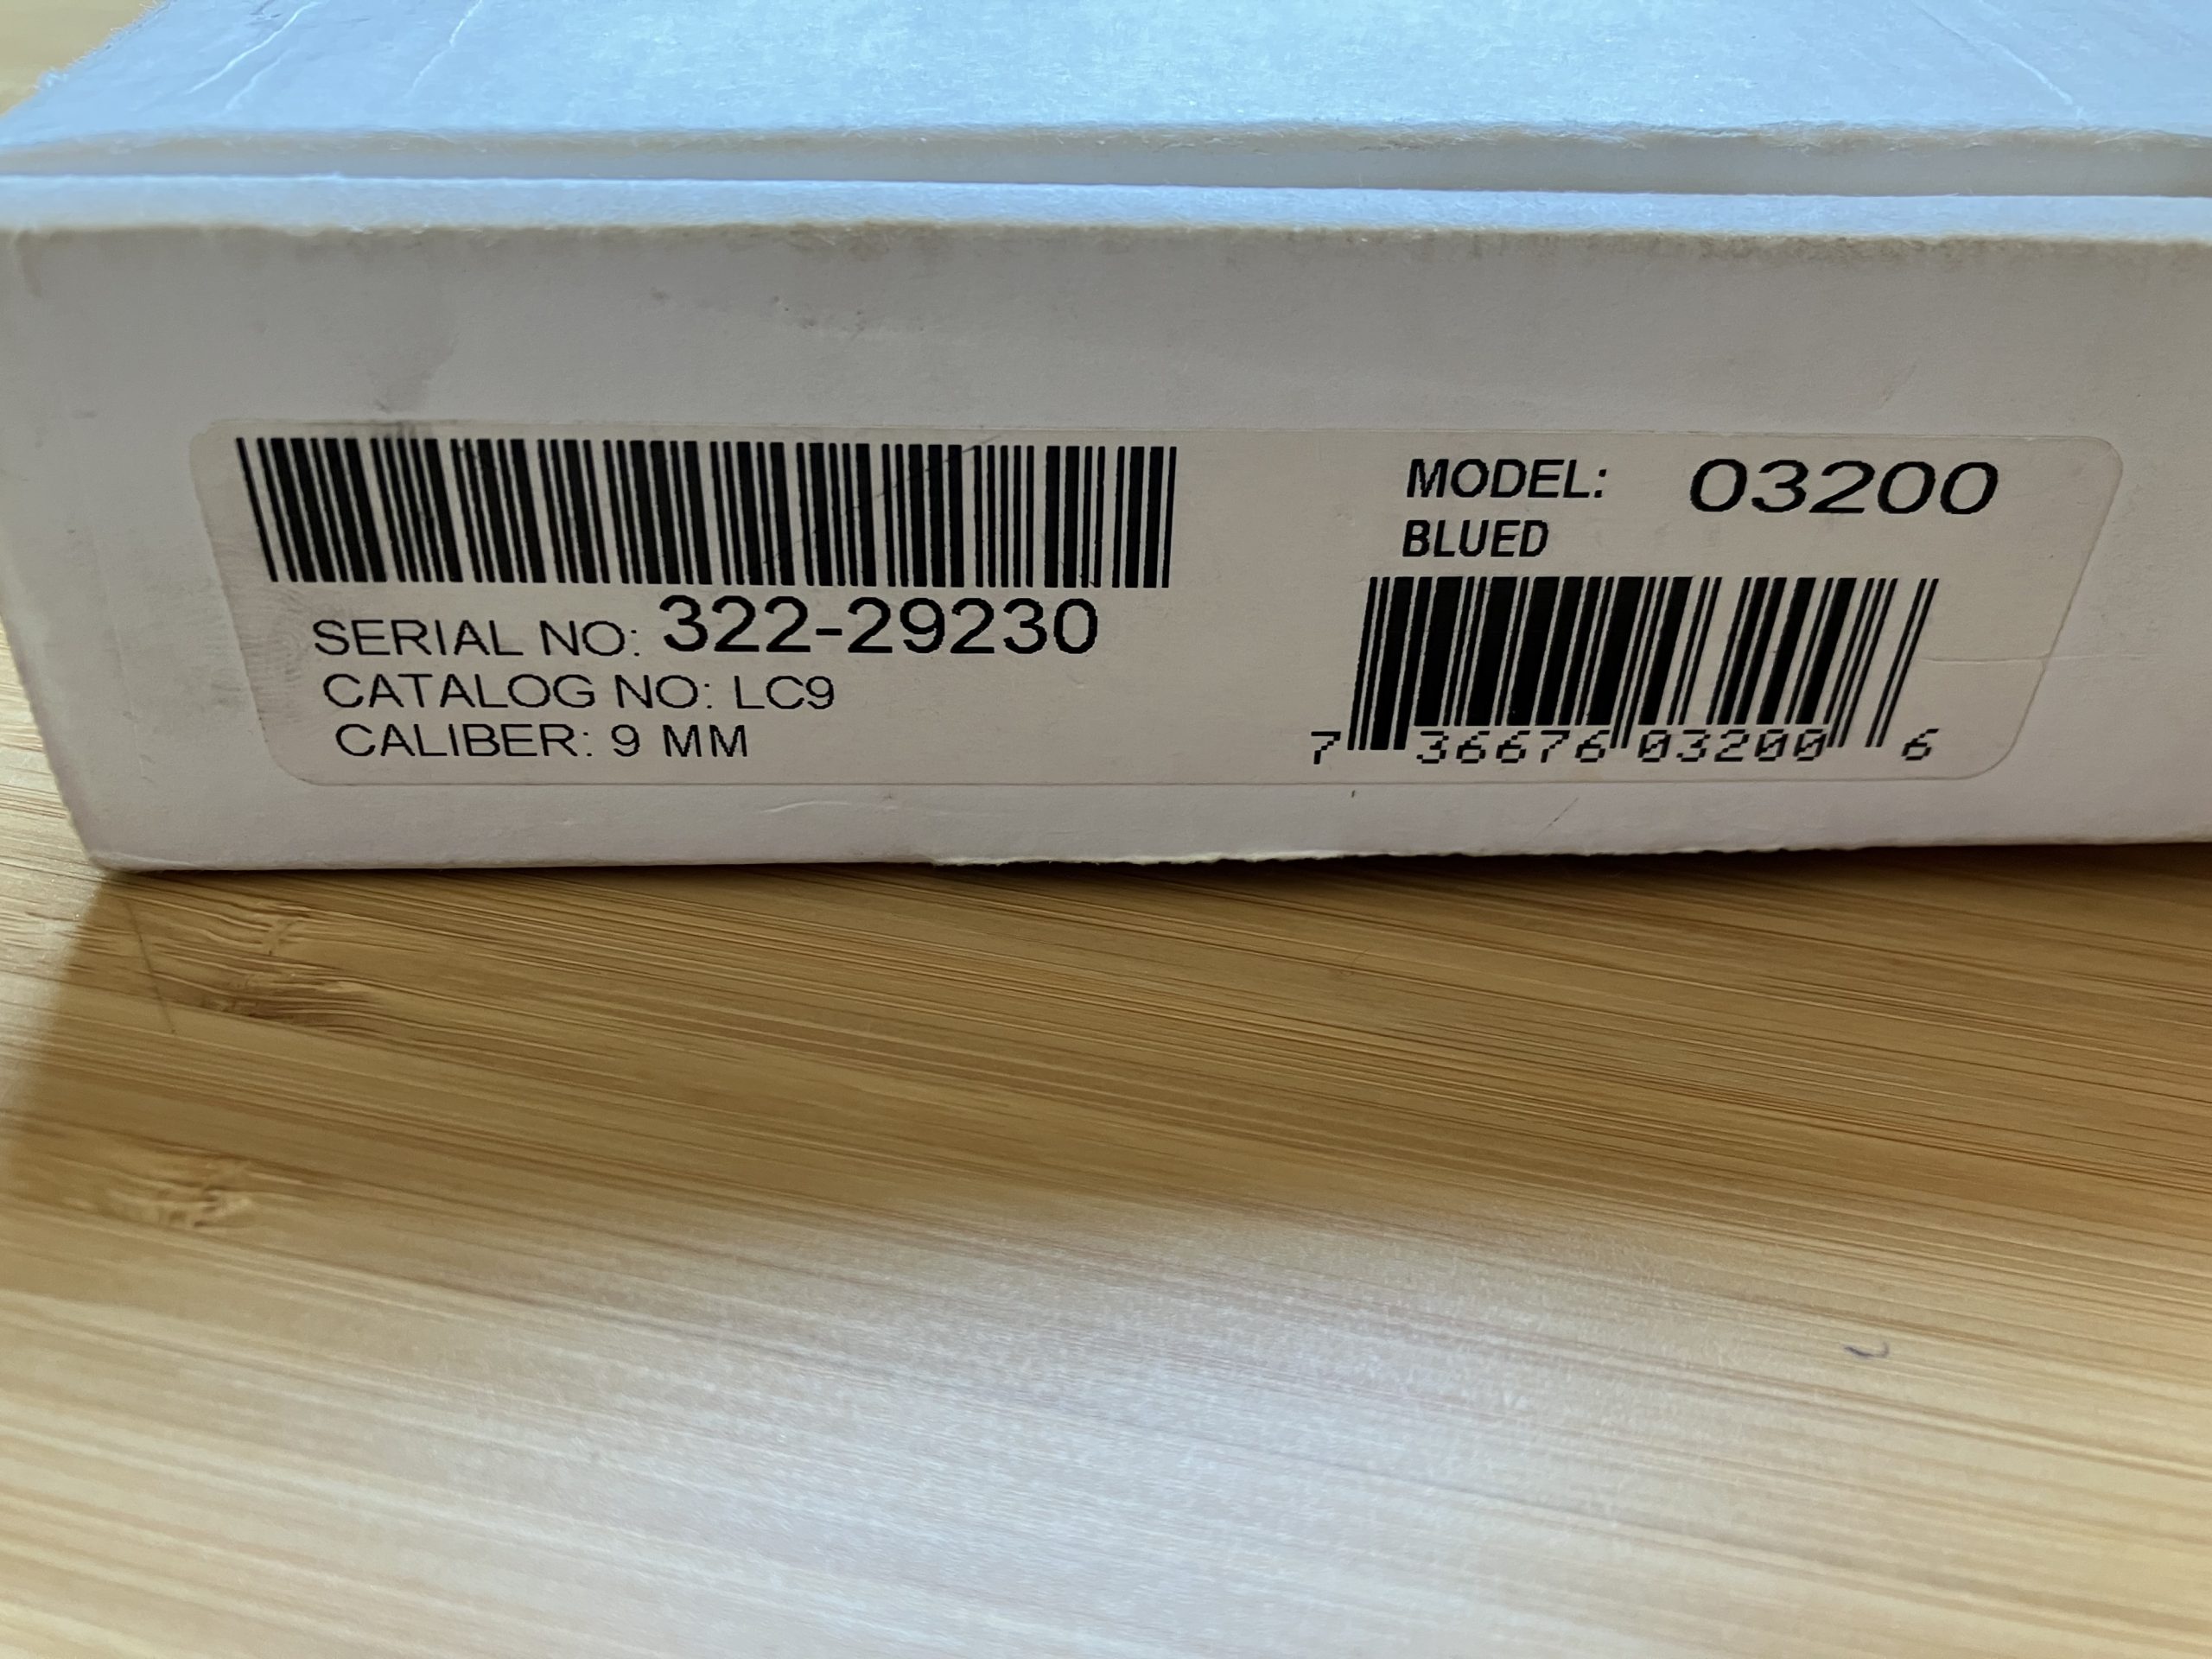 SERIAL NO: 322-29230
CATALOG NO: LC9
CALIBER: 9 MM
MODEL: 03200
BLUED
7 36676 03200 6